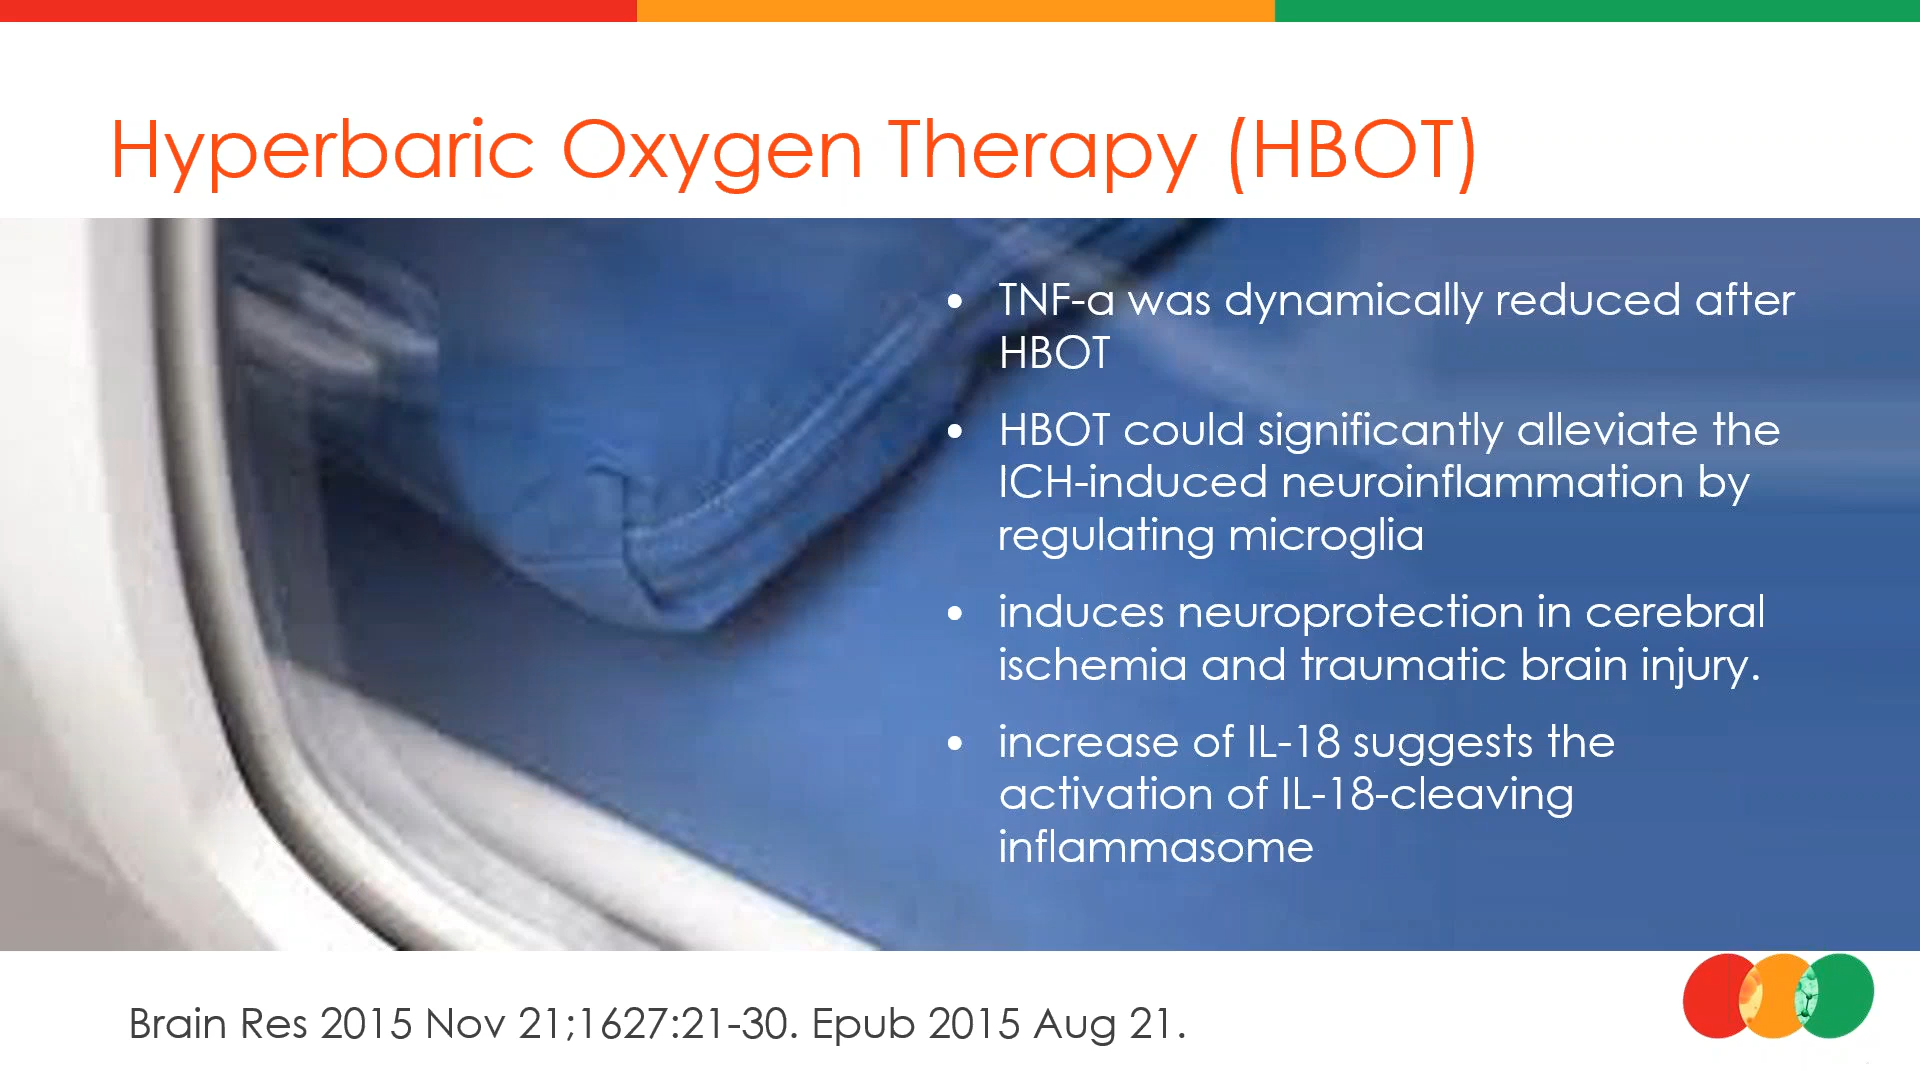 Hyperbaric Oxygen Therapy (HBOT)
• TNF-a was dynamically reduced after
HBOT
• HBOT could significantly alleviate the
ICH-induced neuroinflammation by
regulating microglia
• induces neuroprotection in cerebral
ischemia and traumatic brain injury.
• increase of IL-18 suggests the
activation of IL-18-cleaving
inflammasome
Brain Res 2015 Nov 21;1627:21-30. Epub 2015 Aug 21.